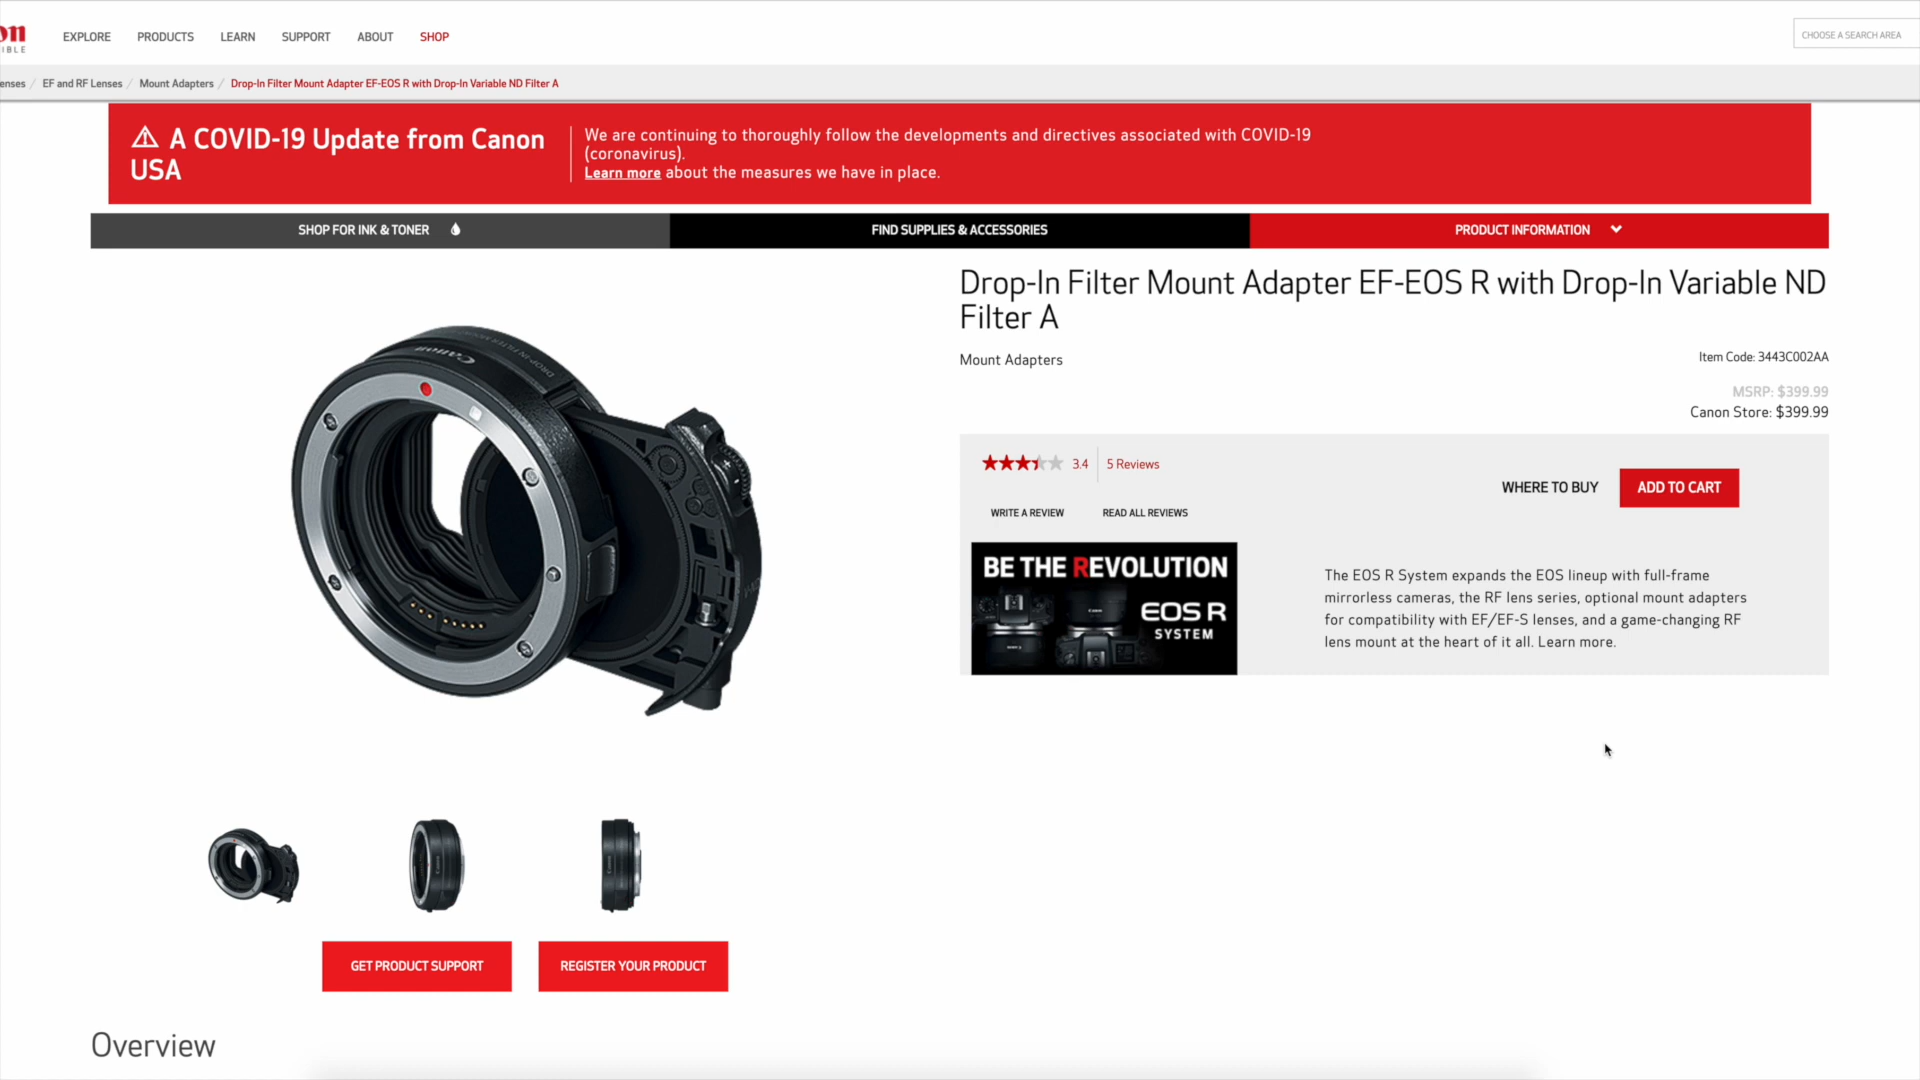 EXPLORE PRODUCTS LEARN SUPPORT ABOUT SHOP
CHOOSE A SEARCH AREA
EF and RF Lenses / Mount Adapters / Drop-In Filter Mount Adapter EF-EOS R with Drop-In Variable ND Filter A
A COVID-19 Update from Canon
USA
We are continuing to thoroughly follow the developments and directives associated with COVID-19
(coronavirus).
Learn more about the measures we have in place.
SHOP FOR INK & TONER
FIND SUPPLIES & ACCESSORIES
PRODUCT INFORMATION
Drop-In Filter Mount Adapter EF-EOS R with Drop-In Variable ND
Filter A
Mount Adapters
Item Code: 3443C002AA
MSRP: $399.99
Canon Store: $399.99
3.4 5 Reviews
WRITE A REVIEW READ ALL REVIEWS
WHERE TO BUY ADD TO CART
BE THE REVOLUTION
EOS R
SYSTEM
The EOS R System expands the EOS lineup with full-frame
mirrorless cameras, the RF lens series, optional mount adapters
for compatibility with EF/EF-S lenses, and a game-changing RF
lens mount at the heart of it all. Learn more.
Canon
GET PRODUCT SUPPORT
REGISTER YOUR PRODUCT
Overview